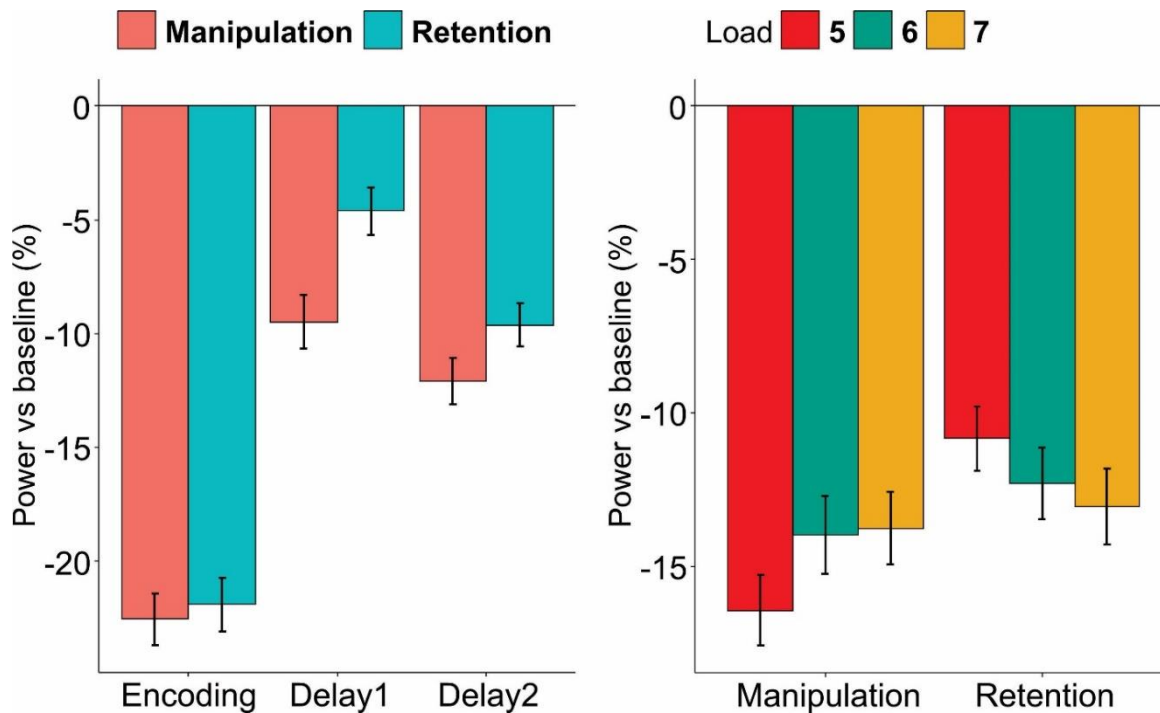 Manipulation Retention
Power vs baseline (%)
0
-5
-10
-15
-20
Encoding Delay1 Delay2
Load 5 6 7
Power vs baseline (%)
0
-5
-10
-15
Manipulation Retention